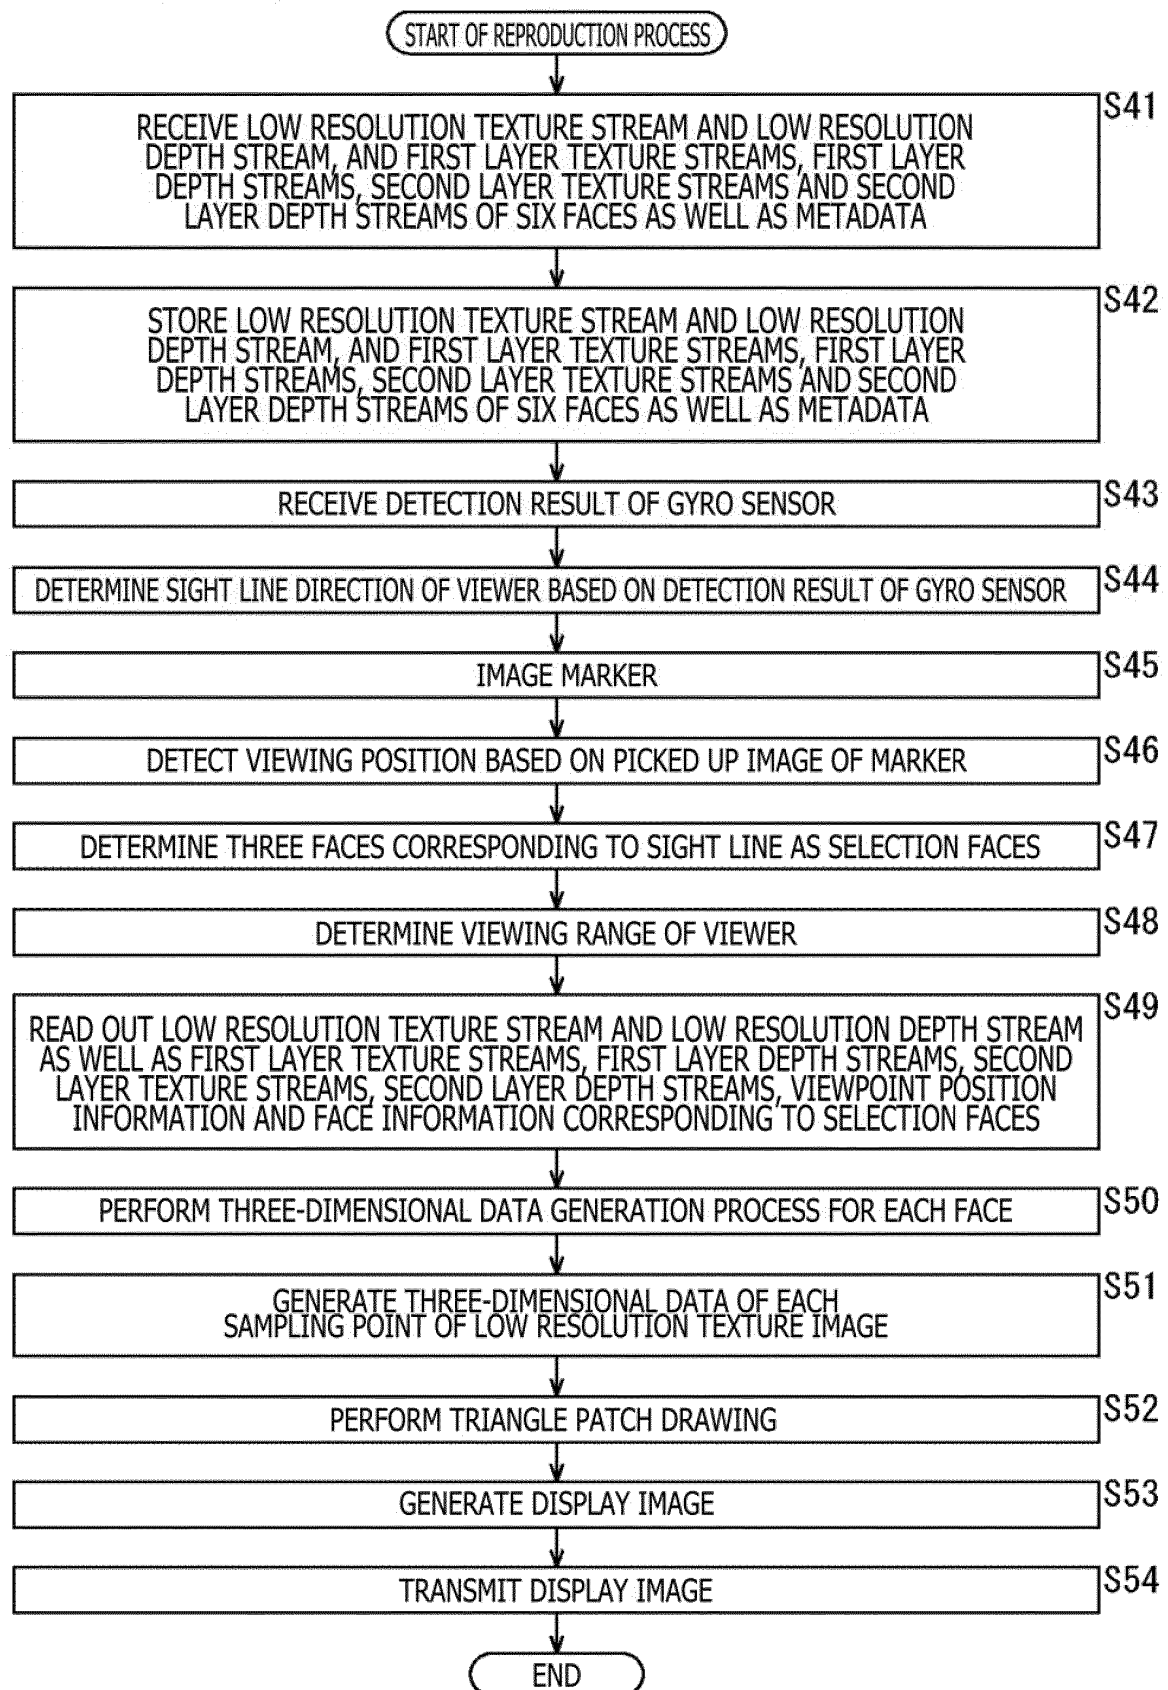 START OF REPRODUCTION PROCESS
S41
RECEIVE LOW RESOLUTION TEXTURE STREAM AND LOW RESOLUTION
DEPTH STREAM, AND FIRST LAYER TEXTURE STREAMS, FIRST LAYER
DEPTH STREAMS, SECOND LAYER TEXTURE STREAMS AND SECOND
LAYER DEPTH STREAMS OF SIX FACES AS WELL AS METADATA
S42
STORE LOW RESOLUTION TEXTURE STREAM AND LOW RESOLUTION
DEPTH STREAM, AND FIRST LAYER TEXTURE STREAMS, FIRST LAYER
DEPTH STREAMS, SECOND LAYER TEXTURE STREAMS AND SECOND
LAYER DEPTH STREAMS OF SIX FACES AS WELL AS METADATA
S43
RECEIVE DETECTION RESULT OF GYRO SENSOR
S44
DETERMINE SIGHT LINE DIRECTION OF VIEWER BASED ON DETECTION RESULT OF GYRO SENSOR
S45
IMAGE MARKER
S46
DETECT VIEWING POSITION BASED ON PICKED UP IMAGE OF MARKER
S47
DETERMINE THREE FACES CORRESPONDING TO SIGHT LINE AS SELECTION FACES
S48
DETERMINE VIEWING RANGE OF VIEWER
S49
READ OUT LOW RESOLUTION TEXTURE STREAM AND LOW RESOLUTION DEPTH STREAM
AS WELL AS FIRST LAYER TEXTURE STREAMS, FIRST LAYER DEPTH STREAMS, SECOND
LAYER TEXTURE STREAMS, SECOND LAYER DEPTH STREAMS, VIEWPOINT POSITION
INFORMATION AND FACE INFORMATION CORRESPONDING TO SELECTION FACES
S50
PERFORM THREE-DIMENSIONAL DATA GENERATION PROCESS FOR EACH FACE
S51
GENERATE THREE-DIMENSIONAL DATA OF EACH
SAMPLING POINT OF LOW RESOLUTION TEXTURE IMAGE
S52
PERFORM TRIANGLE PATCH DRAWING
S53
GENERATE DISPLAY IMAGE
S54
TRANSMIT DISPLAY IMAGE
END